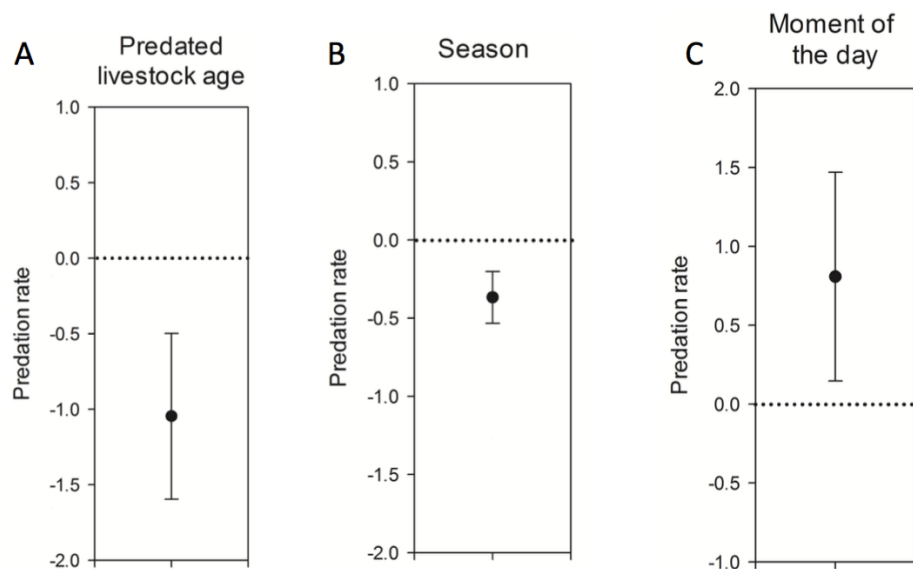 A
Predated
livestock age
Predation rate
1.0
0.5
0.0
-0.5
-1.0
-1.5
-2.0
B
Season
Predation rate
1.0
0.5
0.0
-0.5
-1.0
-1.5
-2.0
C
Moment of
the day
Predation rate
2.0
1.5
1.0
0.5
0.0
-0.5
-1.0